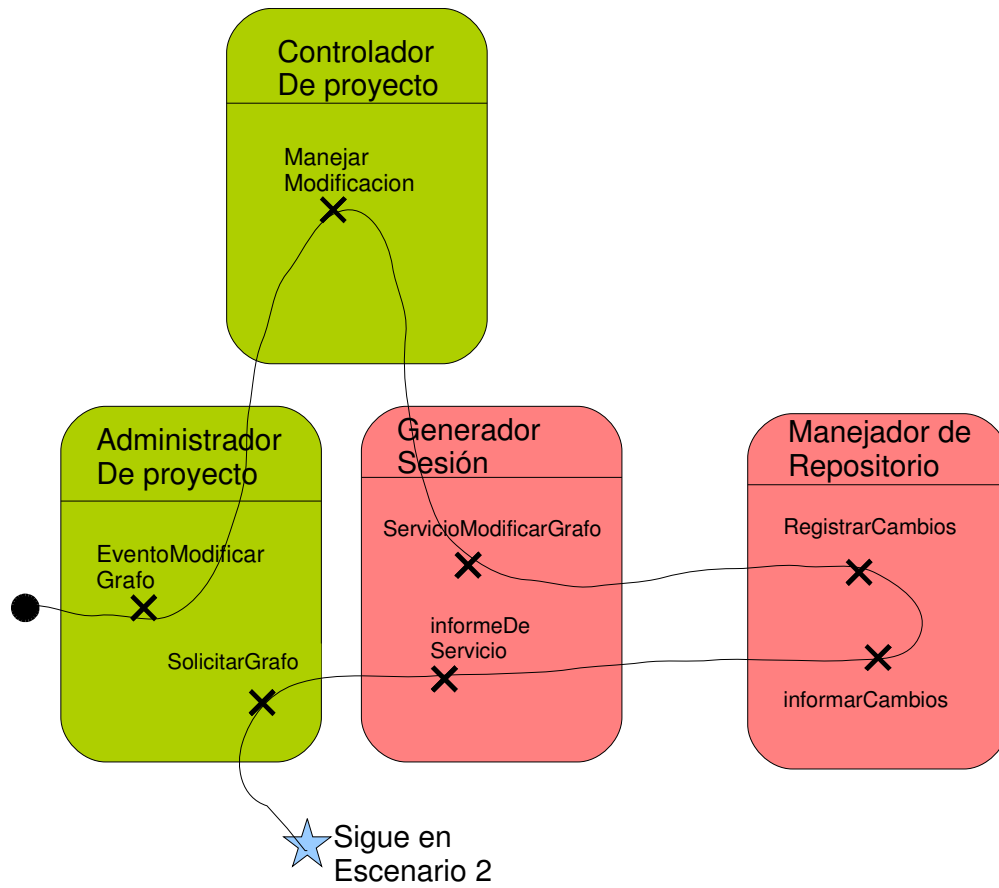 Controlador
De proyecto
Manejar
Modificacion
Administrador
De proyecto
EventoModificar
Grafo
SolicitarGrafo
Generador
Sesión
ServicioModificarGrafo
informeDe
Servicio
Manejador de
Repositorio
RegistrarCambios
informarCambios
Sigue en
Escenario 2